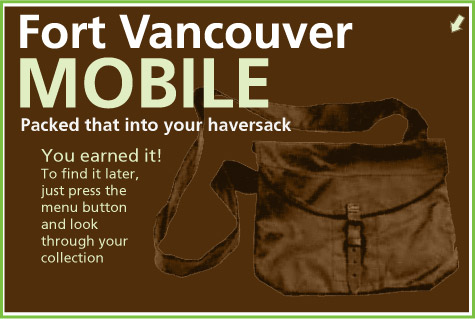 Fort Vancouver
MOBILE
Packed that into your haversack
You earned it!
To find it later,
just press the
menu button
and look
through your
collection